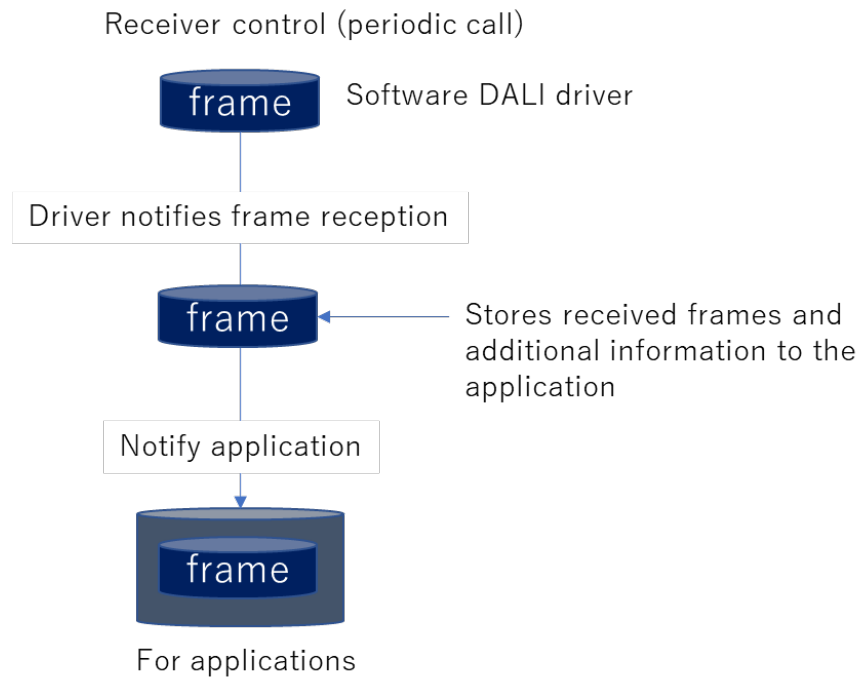 Receiver control (periodic call)
frame
Software DALI driver
Driver notifies frame reception
frame
Stores received frames and
additional information to the
application
Notify application
frame
For applications